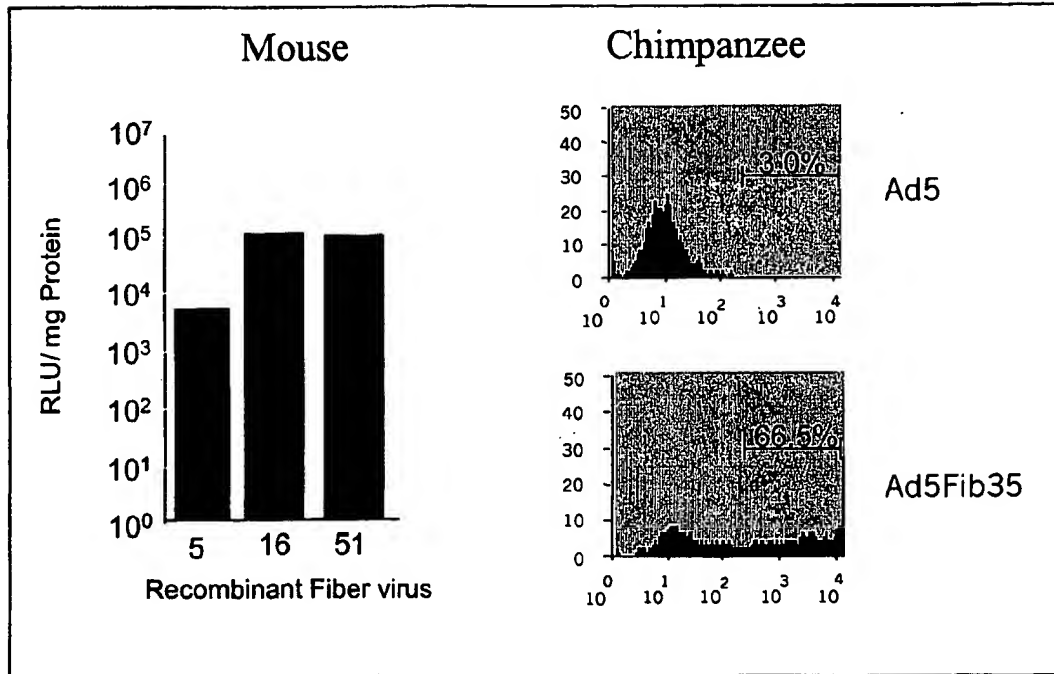 Mouse
10⁷
10⁶
10⁵
10⁴
10³
10²
10¹
10⁰
RLU/ mg Protein
5 16 51
Recombinant Fiber virus
Chimpanzee
50
40
30
20
10
0
3.0%
10⁰ 10¹ 10² 10³ 10⁴
Ad5
50
40
30
20
10
0
66.5%
10⁰ 10¹ 10² 10³ 10⁴
Ad5Fib35